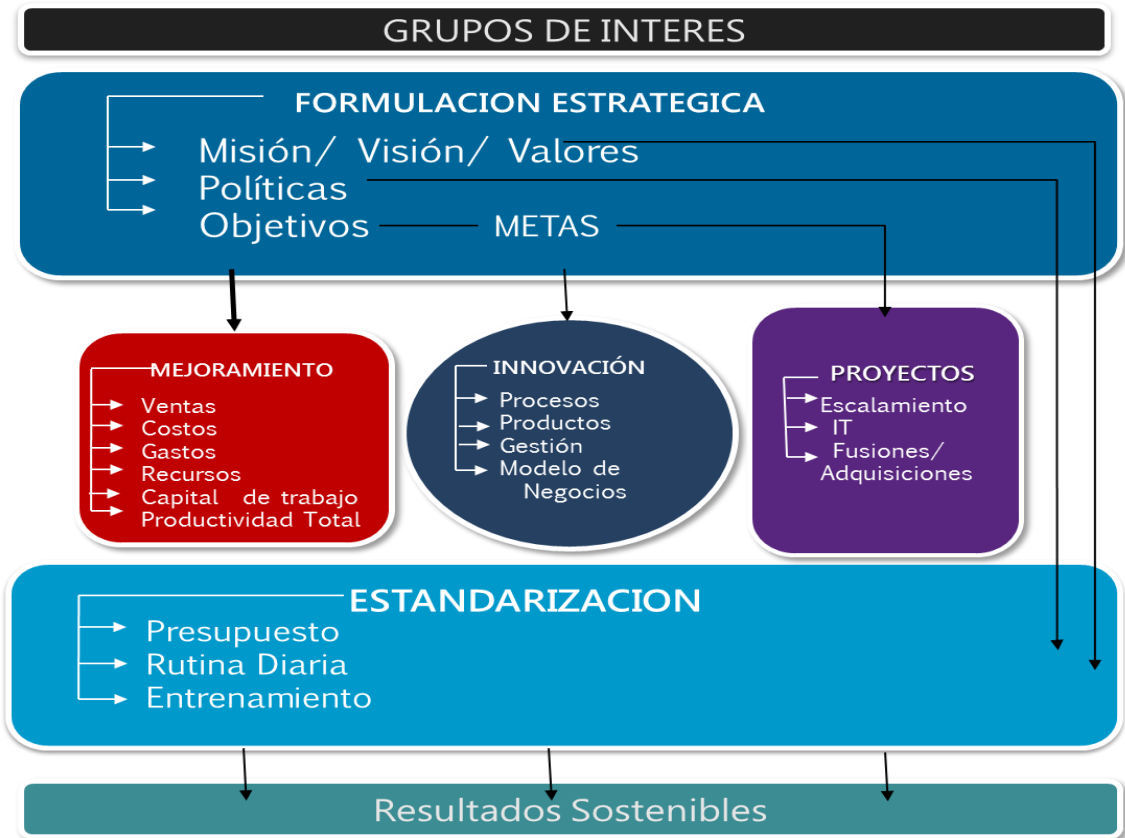 GRUPOS DE INTERES
FORMULACION ESTRATEGICA
Misión/ Visión/ Valores
Políticas
Objetivos METAS
MEJORAMIENTO
Ventas
Costos
Gastos
Recursos
Capital de trabajo
Productividad Total
INNOVACIÓN
Procesos
Productos
Gestión
Modelo de
Negocios
PROYECTOS
Escalamiento
IT
Fusiones/
Adquisiciones
ESTANDARIZACION
Presupuesto
Rutina Diaria
Entrenamiento
Resultados Sostenibles